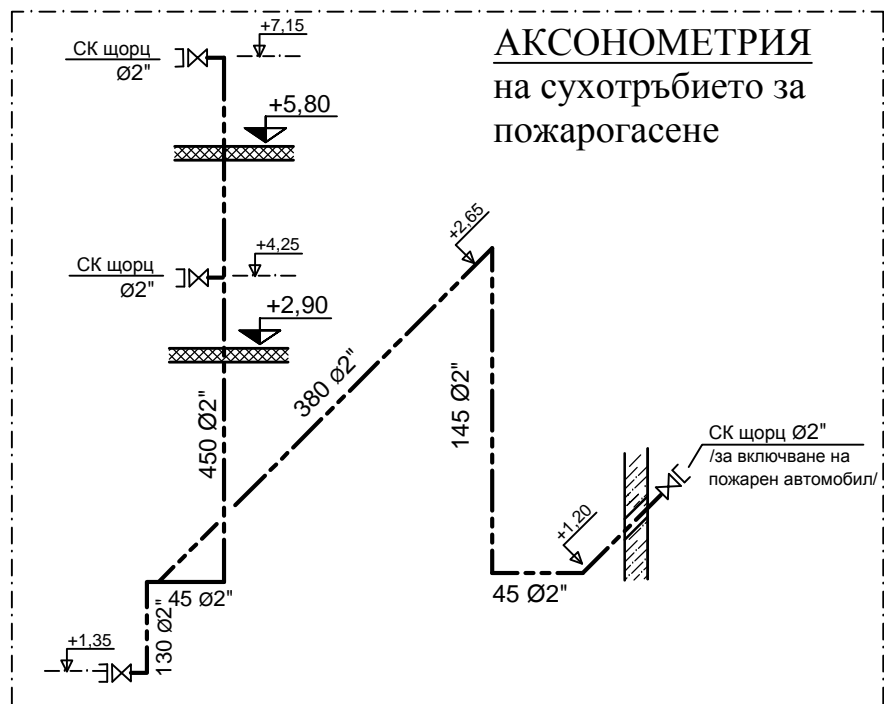 АКСОНОМЕТРИЯ
на сухотръбието за
пожарогасене
СК щорц
Ø2"
+7,15
+5,80
СК щорц
Ø2"
+4,25
+2,90
+2,65
380 Ø2"
450 Ø2"
145 Ø2"
СК щорц Ø2"
/за включване на
пожарен автомобил/
+1,20
45 Ø2"
45 Ø2"
130 Ø2"
+1,35